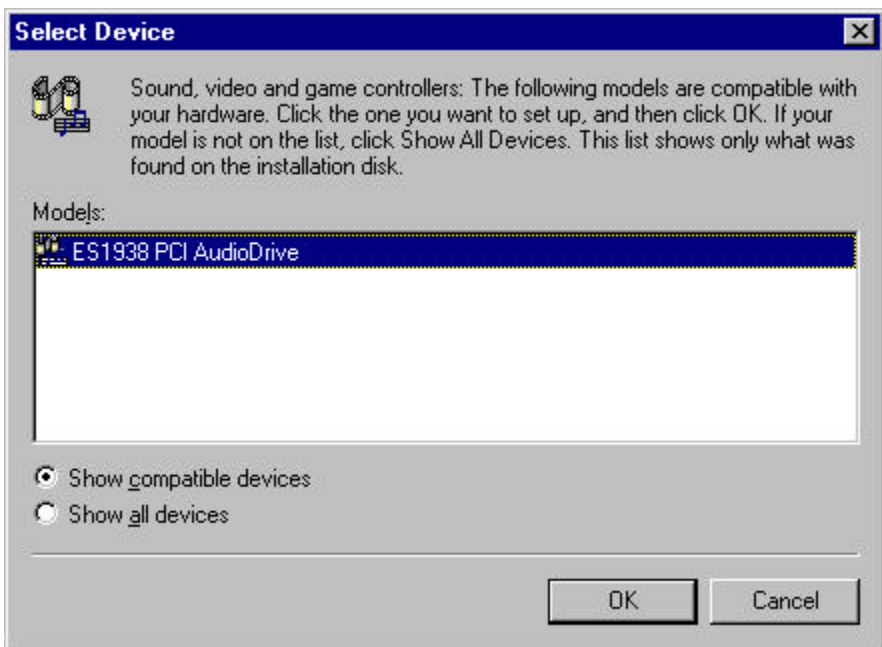 Select Device
Sound, video and game controllers: The following models are compatible with
your hardware. Click the one you want to set up, and then click OK. If your
model is not on the list, click Show All Devices. This list shows only what was
found on the installation disk.
Models:
ES1938 PCI AudioDrive
Show compatible devices
Show all devices
OK
Cancel